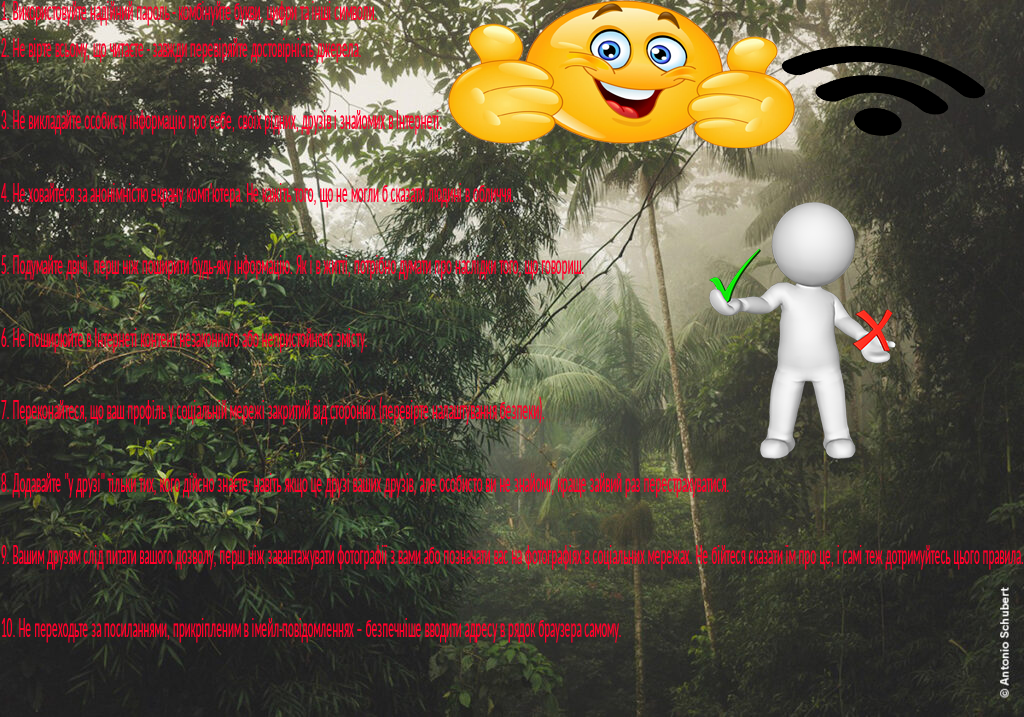 1. Використовуйте надійний пароль - комбінуйте букви, цифри та інші символи.
2. Не вірте всьому, що читаєте - завжди перевіряйте достовірність джерела.
3. Не викладайте особисту інформацію про себе, своїх рідних, друзів і знайомих в Інтернеті.
4. Не ховайтеся за анонімністю екрану комп'ютера. Не кажіть того, що не могли б сказати людині в обличчя.
5. Подумайте двічі, перш ніж поширити будь-яку інформацію. Як і в житті, потрібно думати про наслідки того, що говориш.
6. Не поширюйте в Інтернеті контент незаконного або непристойного змісту.
7. Переконайтеся, що ваш профіль у соціальній мережі закритий від сторонніх (перевірте налаштування безпеки)
8. Додавайте "у друзі" тільки тих, кого дійсно знаєте: навіть якщо це друзі ваших друзів, але особисто ви не знайомі, краще зайвий раз перестрахуватися
9. Вашим друзям слід питати вашого дозволу, перш ніж завантажувати фотографії з вами або позначати вас на фотографіях в соціальних мережах. Не бійтеся сказати їм про це, і самі теж дотримуйтесь цього правила.
10. Не переходьте за посиланнями, прикріпленим в імейл-повідомленнях – безпечніше вводити адресу в рядок браузера самому.
© Antonio Schubert